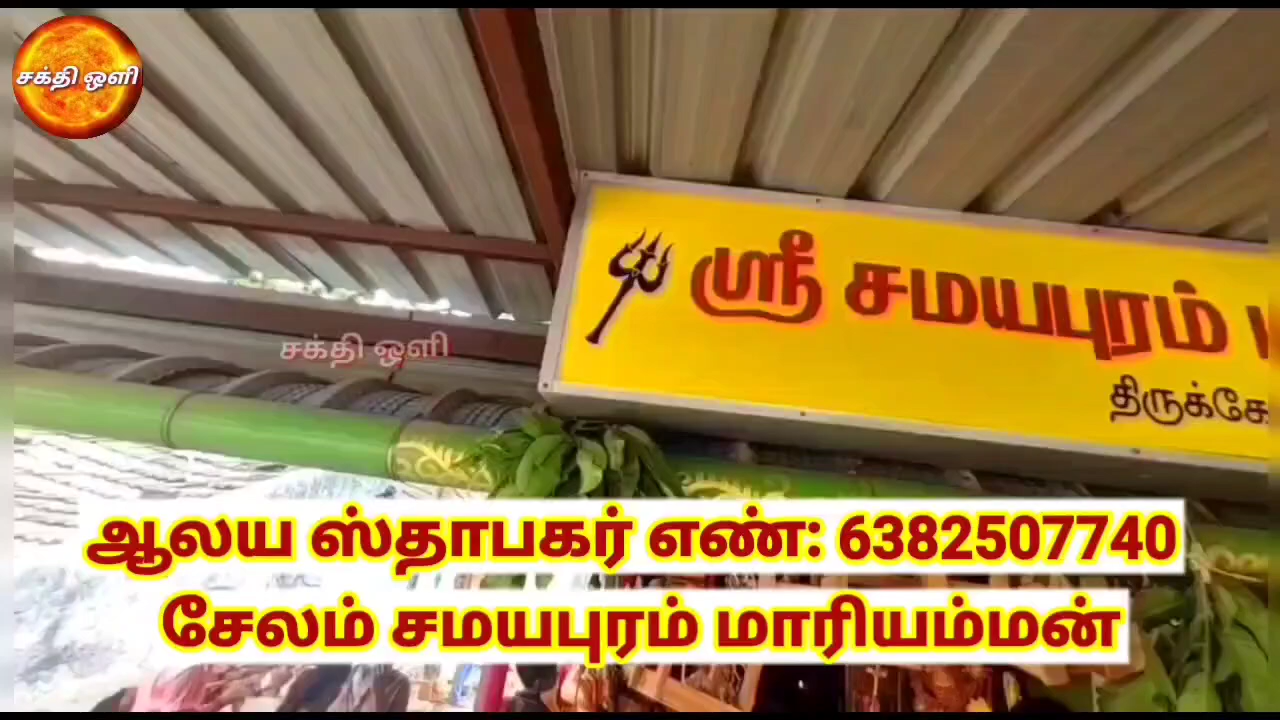 சக்தி ஒளி
ஸ்ரீ சமயபுரம்
சக்தி ஒளி
ஆலய ஸ்தாபகர் எண்: 6382507740
சேலம் சமயபுரம் மாரியம்மன்